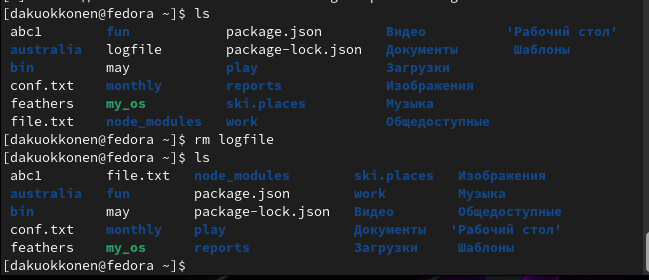 [dakuokkonen@fedora ~]$ ls
abc1 fun package.json Видео 'Рабочий стол'
australia logfile package-lock.json Документы Шаблоны
bin may play Загрузки
conf.txt monthly reports Изображения
feathers my_os ski.places Музыка
file.txt node_modules work Общедоступные
[dakuokkonen@fedora ~]$ rm logfile
[dakuokkonen@fedora ~]$ ls
abc1 file.txt node_modules ski.places Изображения
australia fun package.json work Музыка
bin may package-lock.json Видео Общедоступные
conf.txt monthly play Документы 'Рабочий стол'
feathers my_os reports Загрузки Шаблоны
[dakuokkonen@fedora ~]$